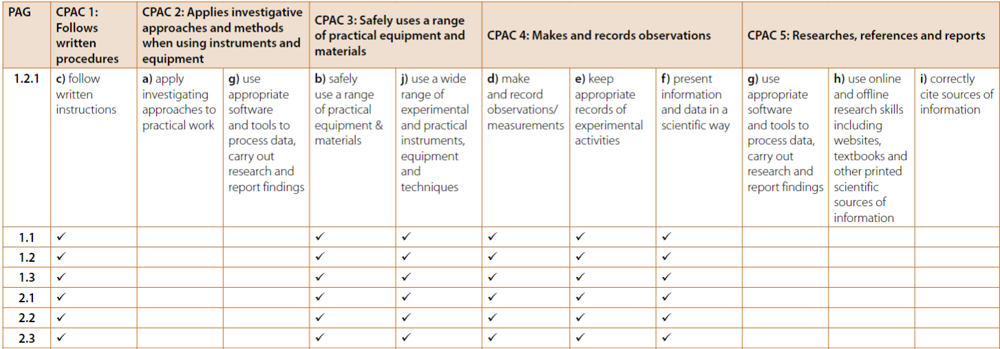 PAG
CPAC 1:
Follows
written
procedures
CPAC 2: Applies investigative
approaches and methods
when using instruments and
equipment
CPAC 3: Safely uses a range
of practical equipment and
materials
CPAC 4: Makes and records observations
CPAC 5: Researches, references and reports
1.2.1
c) follow
written
instructions
a) apply
investigating
approaches to
practical work
g) use
appropriate
software
and tools to
process data,
carry out
research and
report findings
b) safely
use a range
of practical
equipment &
materials
j) use a wide
range of
experimental
and practical
instruments,
equipment
and
techniques
d) make
and record
observations/
measurements
e) keep
appropriate
records of
experimental
activities
f) present
information
and data in a
scientific way
g) use
appropriate
software
and tools to
process data,
carry out
research and
report findings
h) use online
and offline
research skills
including
websites,
textbooks and
other printed
scientific
sources of
information
i) correctly
cite sources of
information
1.1 ✓ ✓ ✓ ✓ ✓ ✓
1.2 ✓ ✓ ✓ ✓ ✓ ✓
1.3 ✓ ✓ ✓ ✓ ✓ ✓
2.1 ✓ ✓ ✓ ✓ ✓ ✓
2.2 ✓ ✓ ✓ ✓ ✓ ✓
2.3 ✓ ✓ ✓ ✓ ✓ ✓